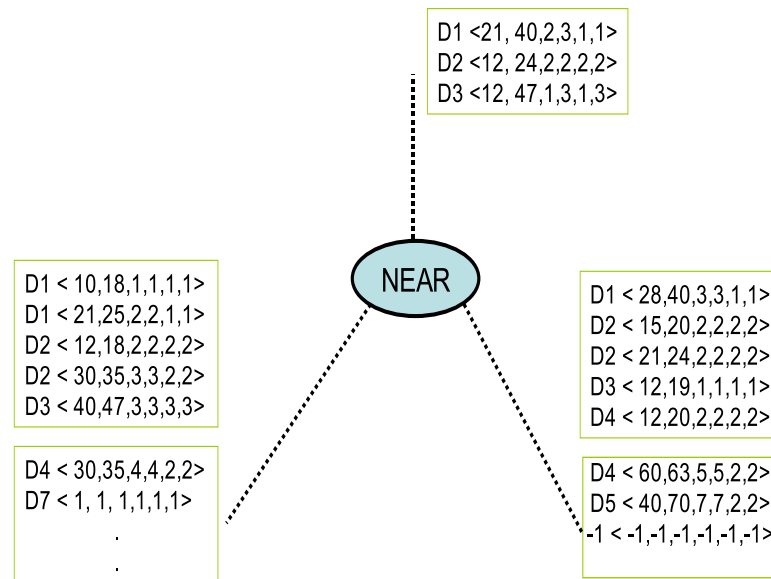 D1 <21, 40,2,3,1,1>
D2 <12, 24,2,2,2,2>
D3 <12, 47,1,3,1,3>
NEAR
D1 < 10,18,1,1,1,1>
D1 < 21,25,2,2,1,1>
D2 < 12,18,2,2,2,2>
D2 < 30,35,3,3,2,2>
D3 < 40,47,3,3,3,3>
D4 < 30,35,4,4,2,2>
D7 < 1, 1, 1,1,1,1>
.
.
D1 < 28,40,3,3,1,1>
D2 < 15,20,2,2,2,2>
D2 < 21,24,2,2,2,2>
D3 < 12,19,1,1,1,1>
D4 < 12,20,2,2,2,2>
D4 < 60,63,5,5,2,2>
D5 < 40,70,7,7,2,2>
-1 < -1,-1,-1,-1,-1,-1>